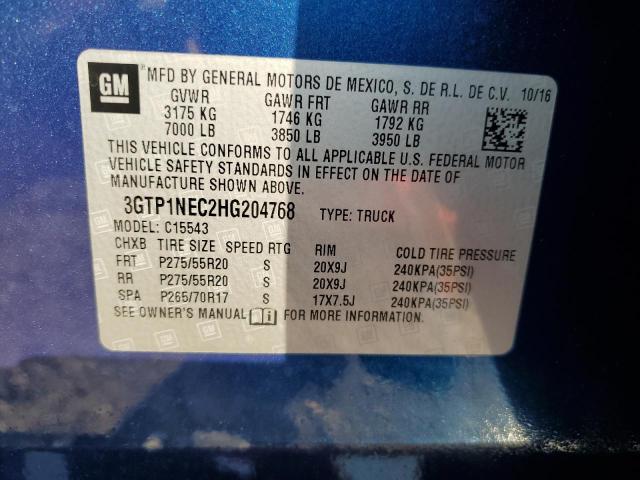 GM ® MFD BY GENERAL MOTORS DE MEXICO, S. DE R.L. DE C.V. 10/16
GVWR GAWR FRT GAWR RR
3175 KG 1746 KG 1792 KG
7000 LB 3850 LB 3950 LB
THIS VEHICLE CONFORMS TO ALL APPLICABLE U.S. FEDERAL MOTOR
VEHICLE SAFETY STANDARDS IN EFFECT ON THE DATE OF
MANUFACTURE SHOWN ABOVE.
3GTP1NEC2HG204768 TYPE: TRUCK
MODEL: C15543
CHXB TIRE SIZE SPEED RTG RIM COLD TIRE PRESSURE
FRT P275/55R20 S 20X9J 240KPA(35PSI)
RR P275/55R20 S 20X9J 240KPA(35PSI)
SPA P265/70R17 S 17X7.5J 240KPA(35PSI)
SEE OWNER'S MANUAL FOR MORE INFORMATION.